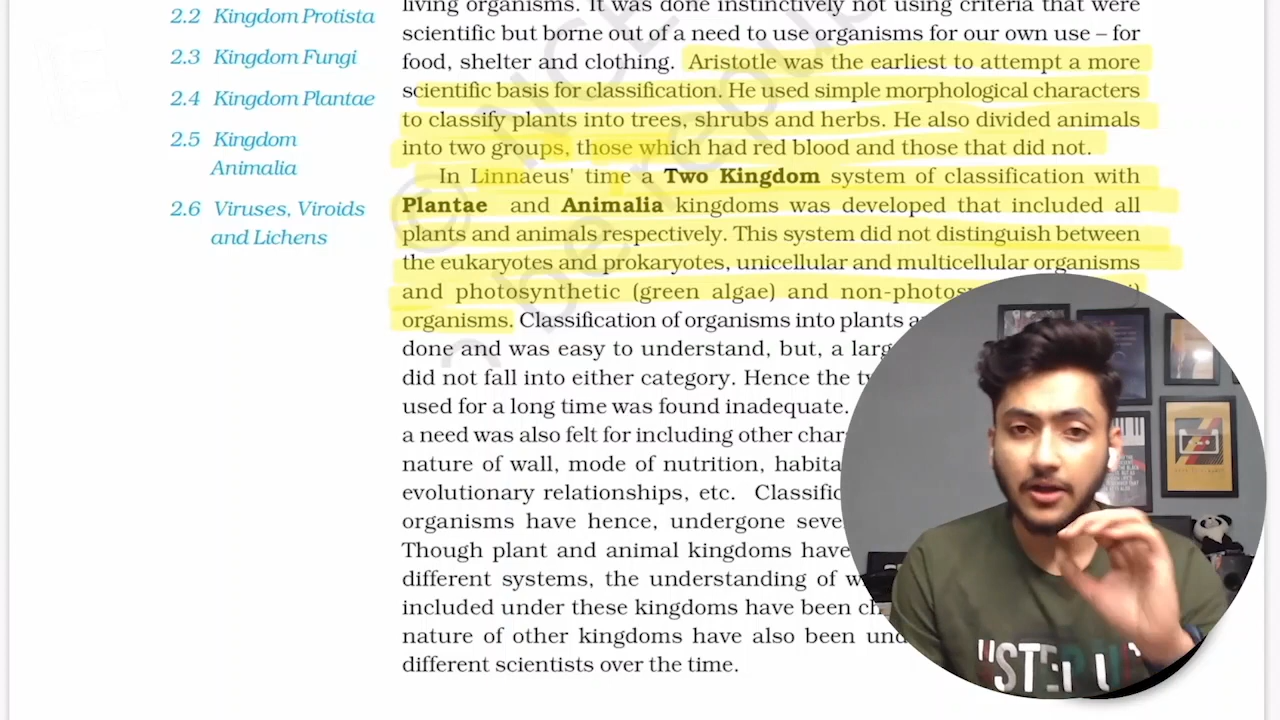 2.2 Kingdom Protista
2.3 Kingdom Fungi
2.4 Kingdom Plantae
2.5 Kingdom
Animalia
2.6 Viruses, Viroids
and Lichens
living organisms. It was done instinctively not using criteria that were
scientific but borne out of a need to use organisms for our own use – for
food, shelter and clothing. Aristotle was the earliest to attempt a more
scientific basis for classification. He used simple morphological characters
to classify plants into trees, shrubs and herbs. He also divided animals
into two groups, those which had red blood and those that did not.
In Linnaeus' time a Two Kingdom system of classification with
Plantae and Animalia kingdoms was developed that included all
plants and animals respectively. This system did not distinguish between
the eukaryotes and prokaryotes, unicellular and multicellular organisms
and photosynthetic (green algae) and
organisms. Classification of organisms into plants
done and was easy to understand, but, a
did not fall into either category. Hence the
used for a long time was found inadequate.
a need was also felt for including other
nature of wall, mode of nutrition,
evolutionary relationships, etc.
organisms have hence, undergone
Though plant and animal kingdoms have
different systems, the understanding of
included under these kingdoms have been
nature of other kingdoms have also been
different scientists over the time.